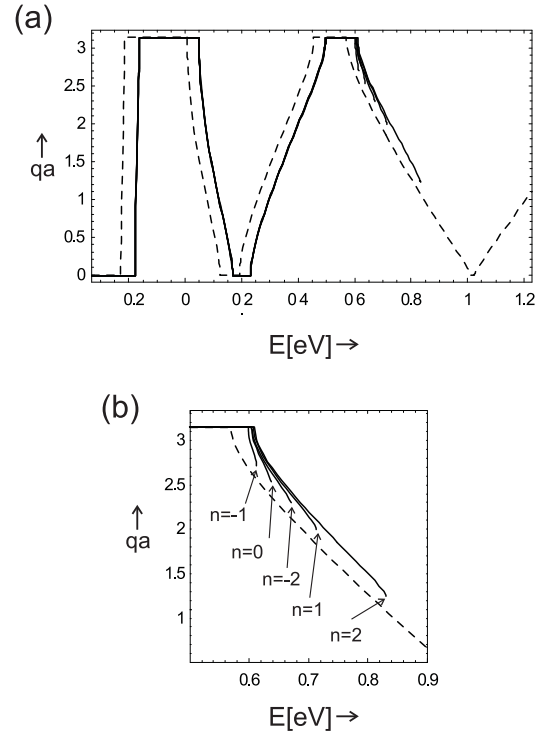 (a)
3
2.5
2
1.5
1
0.5
0
qa →
0.2 0 0 2 0 4 0 6 0.8 1 1.2
E[eV] →
(b)
3
2.5
2
1.5
1
qa →
n=-1
n=0
n=-2
n=1
n=2
0.6 0.7 0.8 0.9
E[eV] →